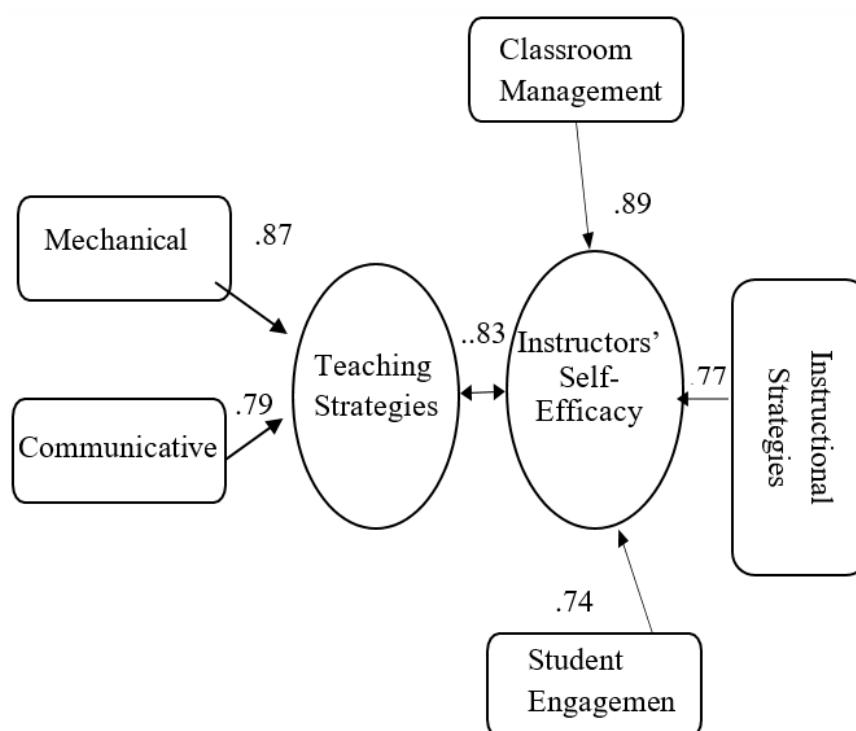 Classroom
Management
.89
Mechanical
.87
..83
Teaching
Strategies
Instructors’
Self-
Efficacy
.77
Instructional
Strategies
.79
Communicative
.74
Student
Engagemen